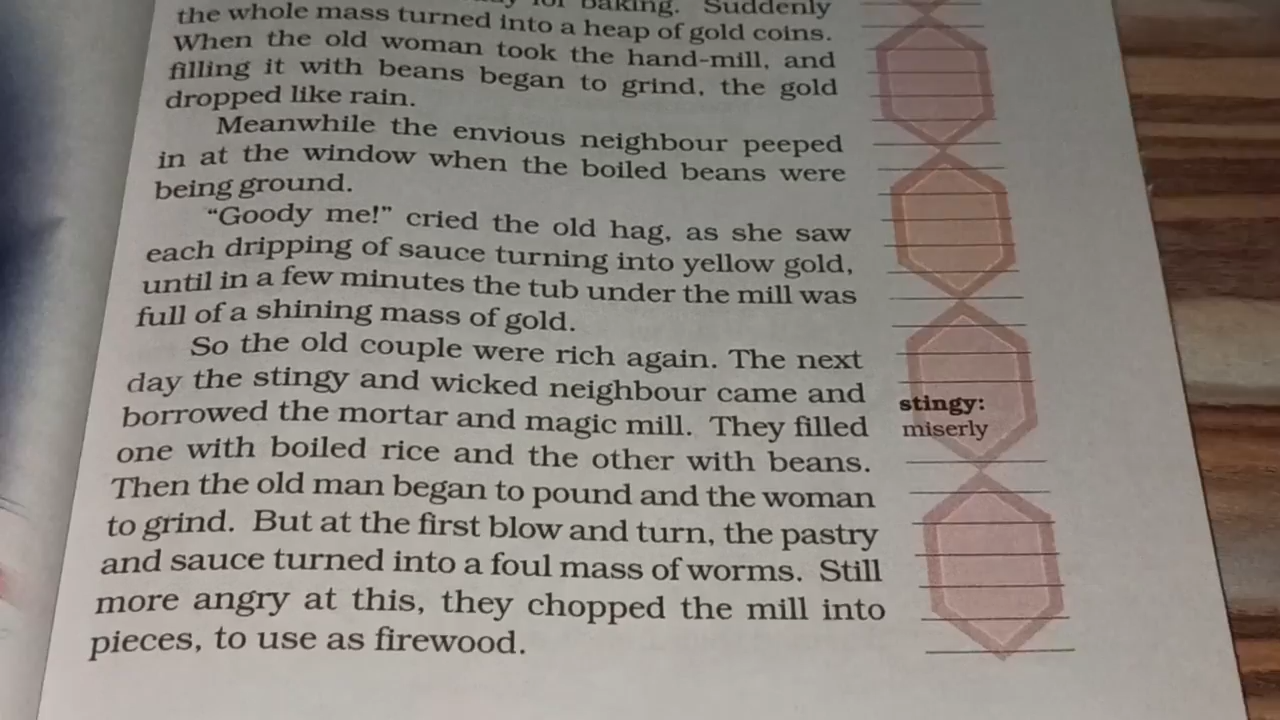 baking. Suddenly
the whole mass turned into a heap of gold coins.
When the old woman took the hand-mill, and
filling it with beans began to grind, the gold
dropped like rain.
Meanwhile the envious neighbour peeped
in at the window when the boiled beans were
being ground.
“Goody me!” cried the old hag, as she saw
each dripping of sauce turning into yellow gold,
until in a few minutes the tub under the mill was
full of a shining mass of gold.
So the old couple were rich again. The next
day the stingy and wicked neighbour came and
borrowed the mortar and magic mill. They filled
one with boiled rice and the other with beans.
Then the old man began to pound and the woman
to grind. But at the first blow and turn, the pastry
and sauce turned into a foul mass of worms. Still
more angry at this, they chopped the mill into
pieces, to use as firewood.
stingy:
miserly